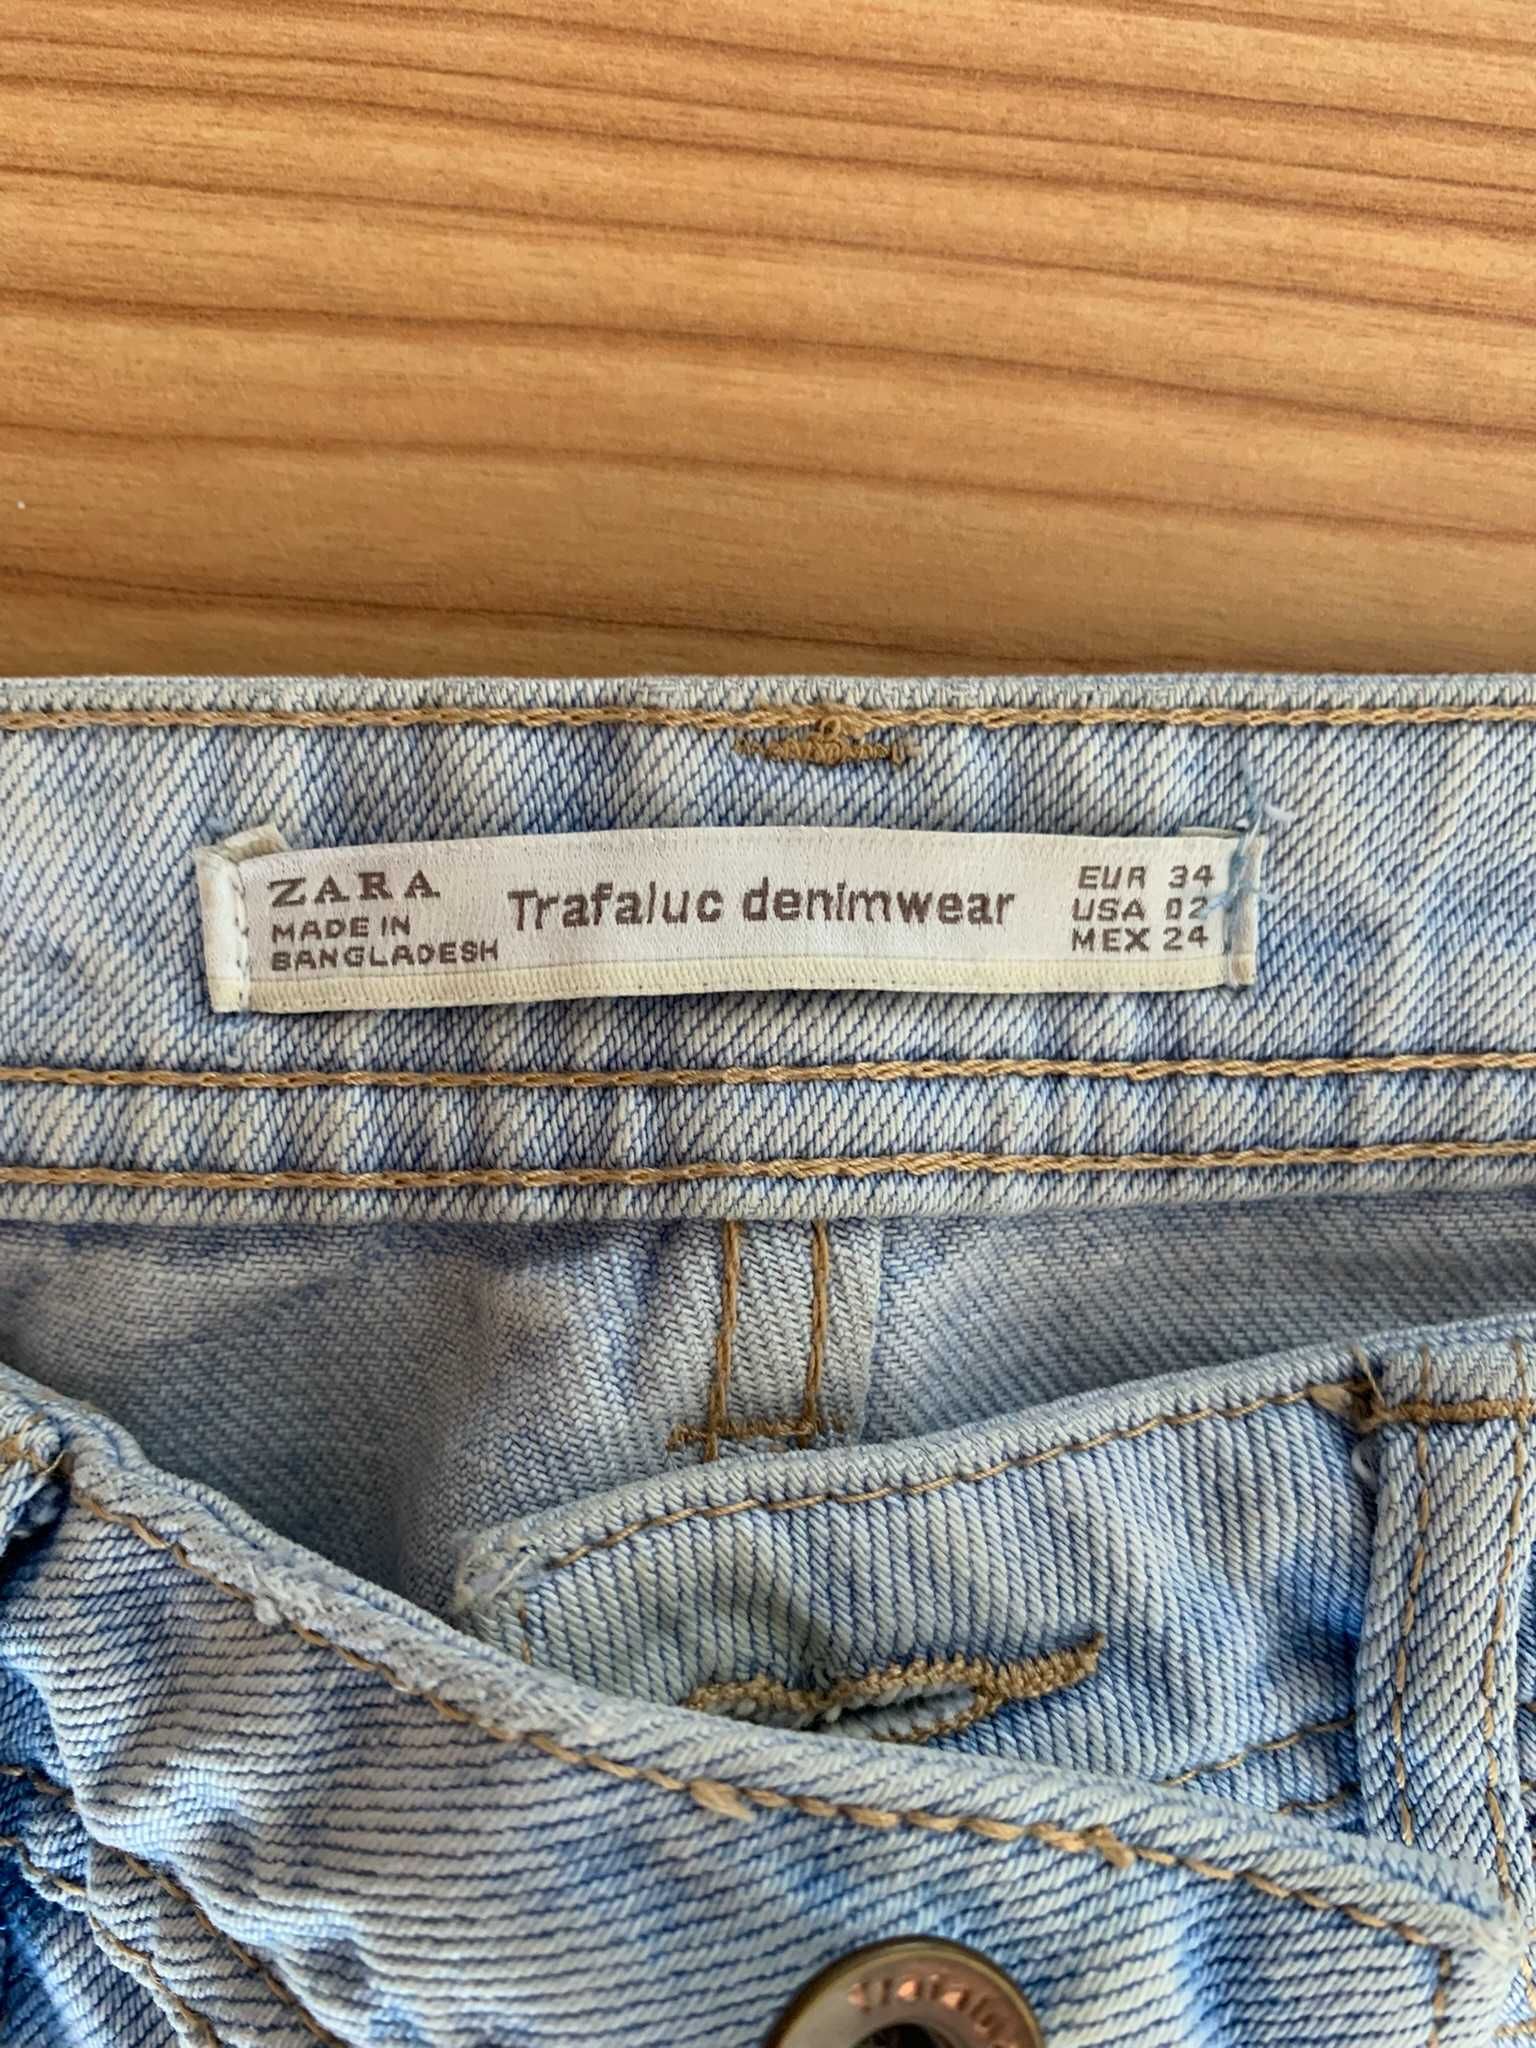 ZARA
MADE IN
BANGLADESH
Trafaluc denimwear
EUR 34
USA 02
MEX 24